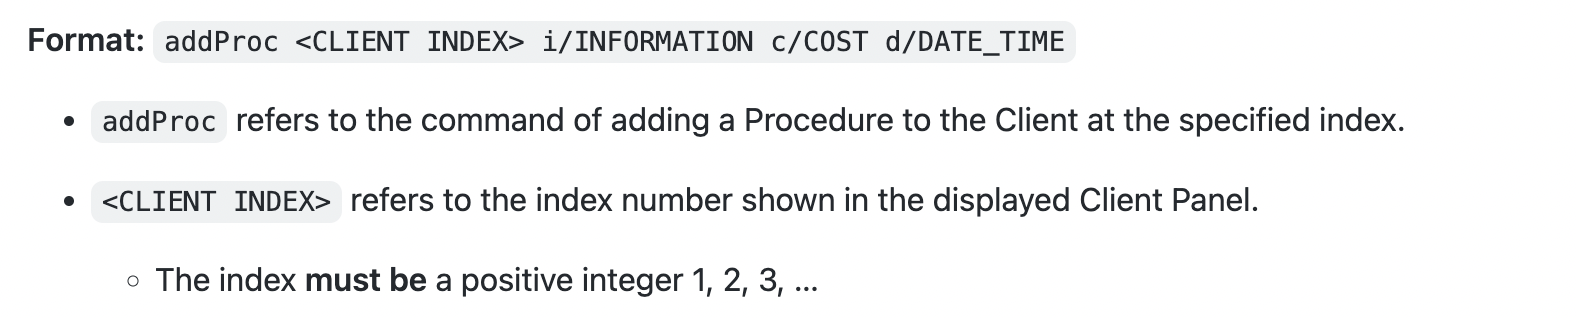 Format: addProc <CLIENT INDEX> i/INFORMATION c/COST d/DATE_TIME
• addProc refers to the command of adding a Procedure to the Client at the specified index.
• <CLIENT INDEX> refers to the index number shown in the displayed Client Panel.
○ The index must be a positive integer 1, 2, 3, …